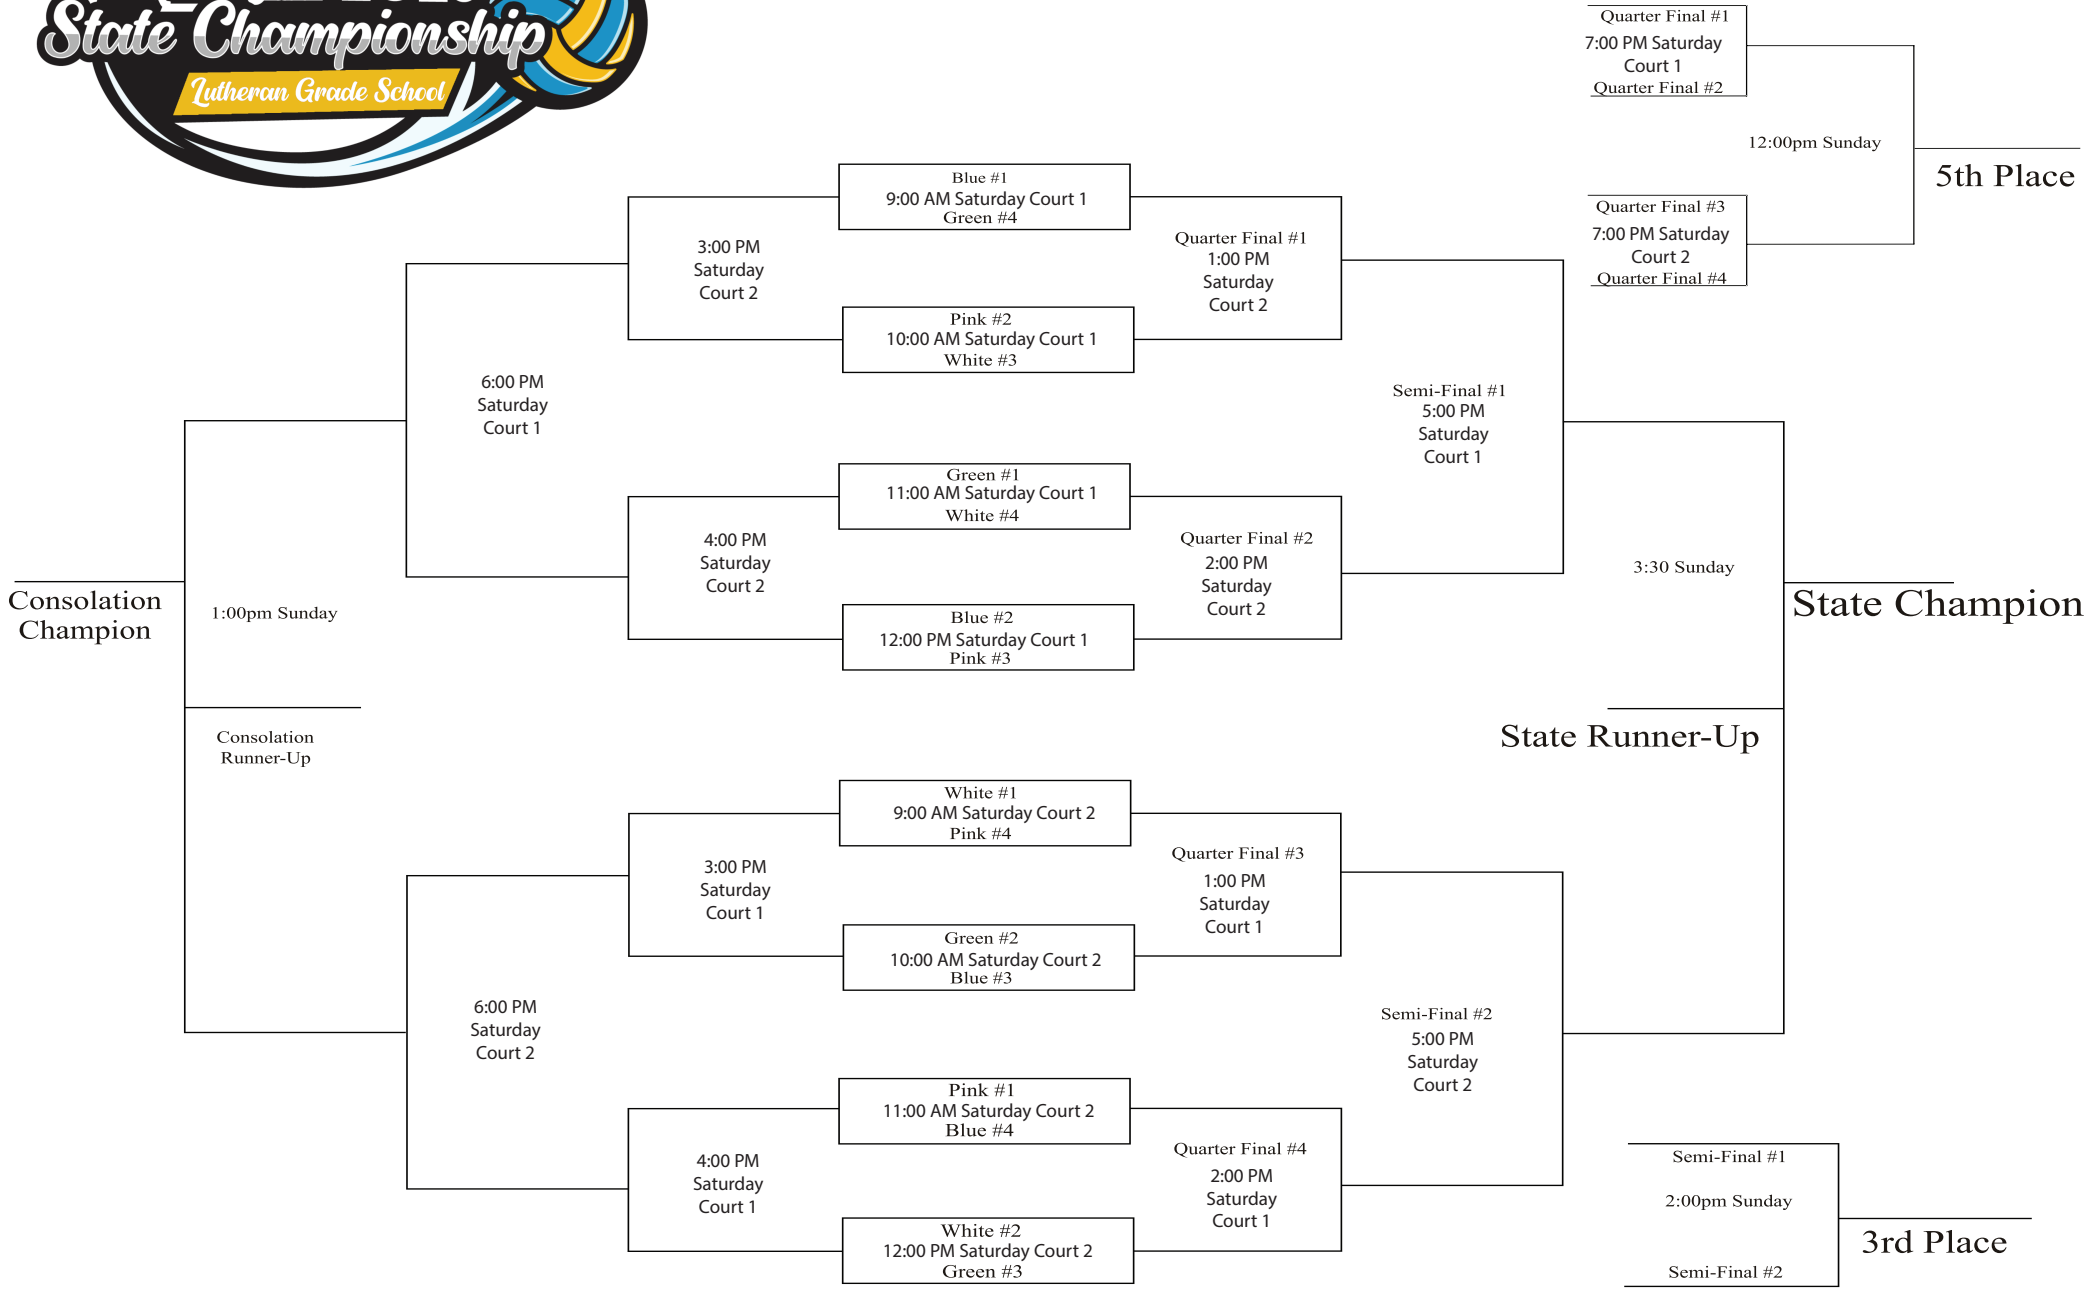 State Championship
Lutheran Grade School
Quarter Final #1
7:00 PM Saturday
Court 1
Quarter Final #2
12:00pm Sunday
5th Place
Quarter Final #3
7:00 PM Saturday
Court 2
Quarter Final #4
Blue #1
9:00 AM Saturday Court 1
Green #4
3:00 PM
Saturday
Court 2
Quarter Final #1
1:00 PM
Saturday
Court 2
Pink #2
10:00 AM Saturday Court 1
White #3
6:00 PM
Saturday
Court 1
Semi-Final #1
5:00 PM
Saturday
Court 1
Green #1
11:00 AM Saturday Court 1
White #4
4:00 PM
Saturday
Court 2
Quarter Final #2
2:00 PM
Saturday
Court 2
Blue #2
12:00 PM Saturday Court 1
Pink #3
Consolation
Champion
1:00pm Sunday
3:30 Sunday
State Champion
Consolation
Runner-Up
State Runner-Up
White #1
9:00 AM Saturday Court 2
Pink #4
3:00 PM
Saturday
Court 1
Quarter Final #3
1:00 PM
Saturday
Court 1
Green #2
10:00 AM Saturday Court 2
Blue #3
6:00 PM
Saturday
Court 2
Semi-Final #2
5:00 PM
Saturday
Court 2
Pink #1
11:00 AM Saturday Court 2
Blue #4
4:00 PM
Saturday
Court 1
Quarter Final #4
2:00 PM
Saturday
Court 1
White #2
12:00 PM Saturday Court 2
Green #3
Semi-Final #1
2:00pm Sunday
3rd Place
Semi-Final #2